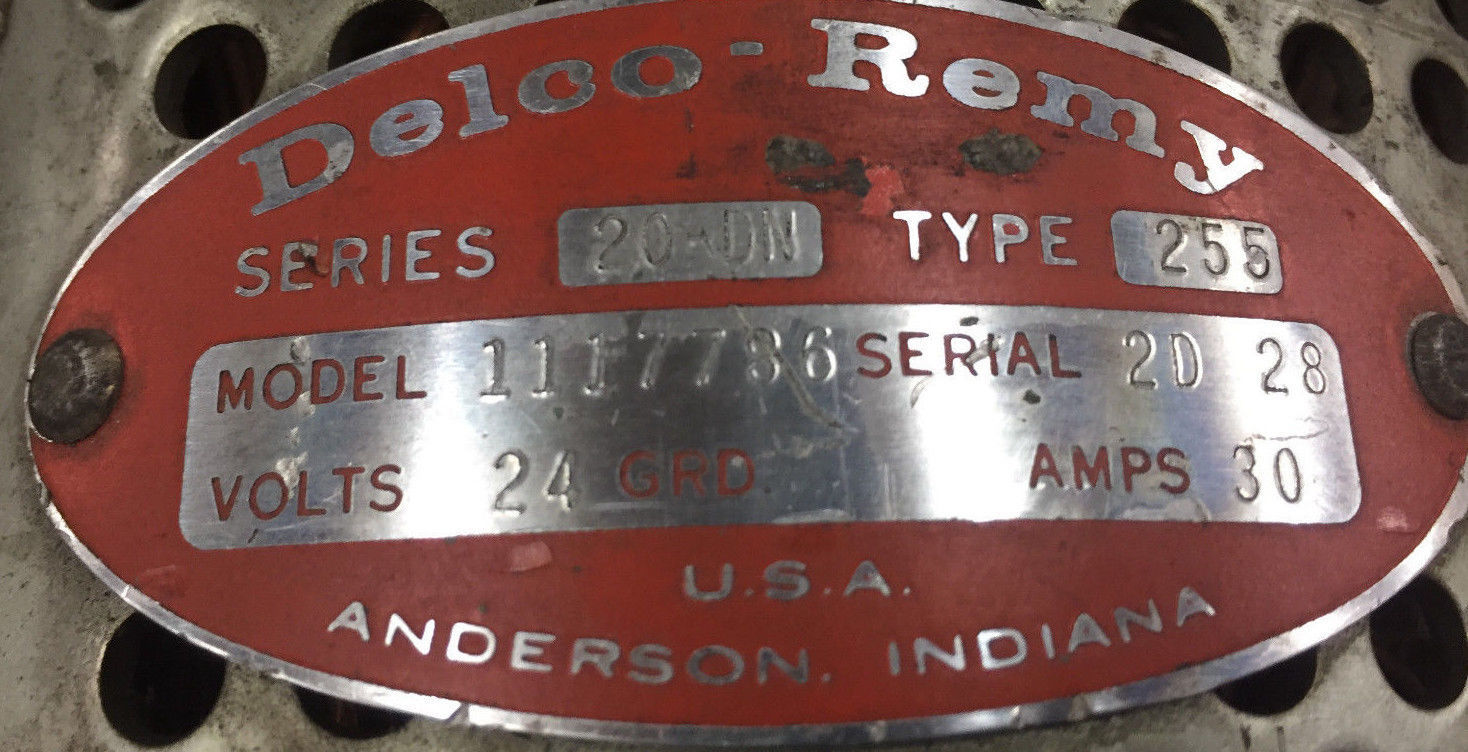 Delco-Remy
SERIES 20-DN TYPE 255
MODEL 1117786 SERIAL 2D 28
VOLTS 24 GRD. AMPS 30
U.S.A.
ANDERSON, INDIANA